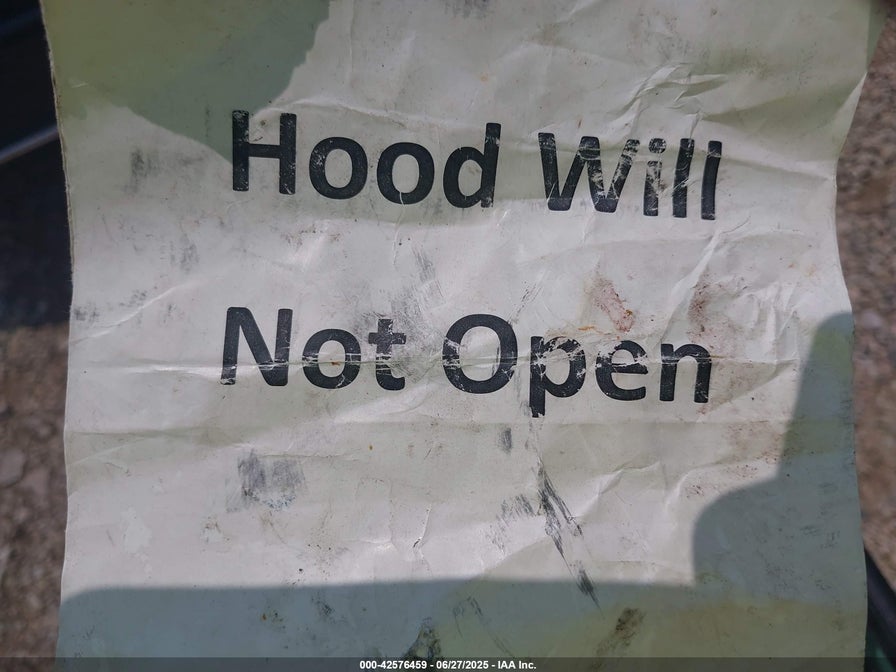 Hood Will
Not Open
000-42576459 - 06/27/2025 - IAA Inc.